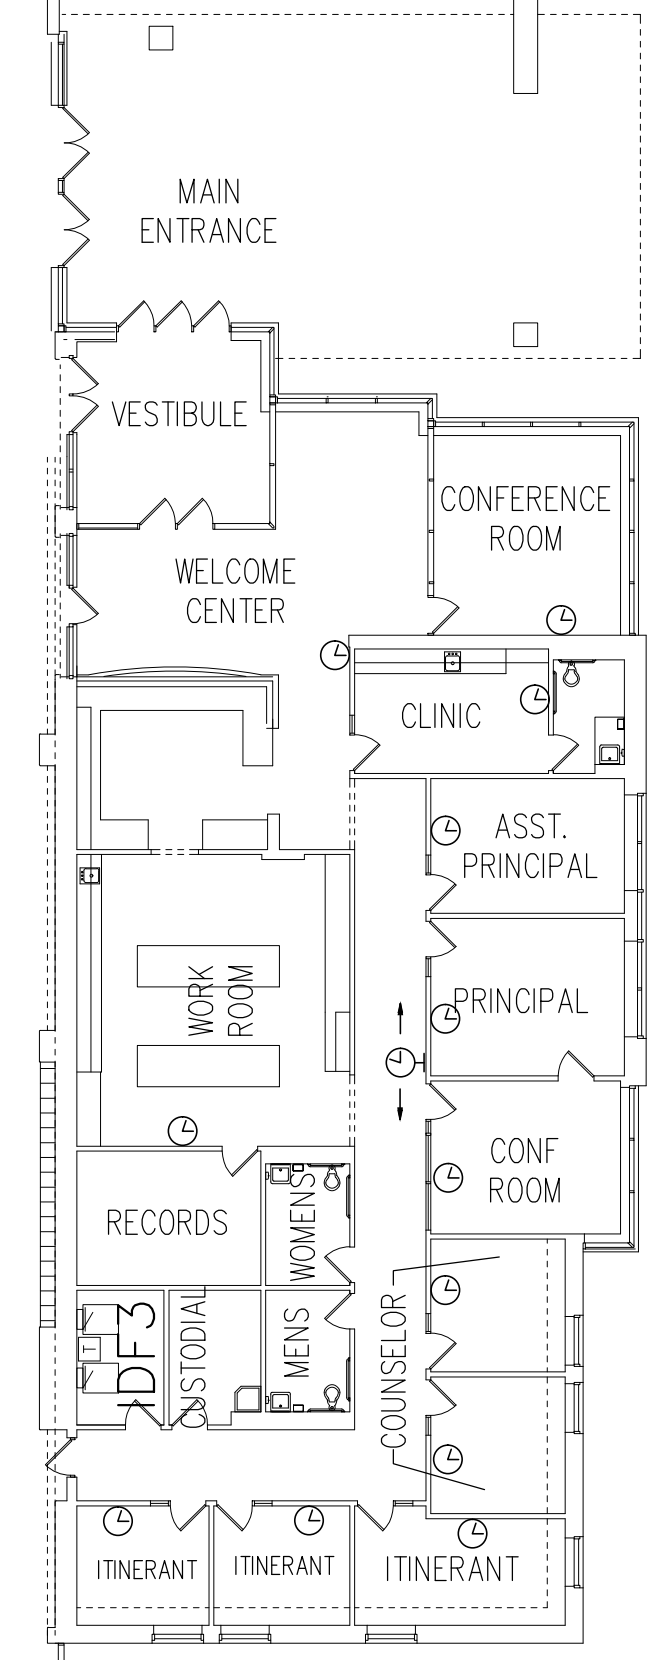 MAIN
ENTRANCE
VESTIBULE
CONFERENCE
ROOM
WELCOME
CENTER
CLINIC
ASST.
PRINCIPAL
WORK
ROOM
PRINCIPAL
CONF
ROOM
RECORDS
WOMENS
IDF3
T
CUSTODIAL
MENS
COUNSELOR
ITINERANT
ITINERANT
ITINERANT